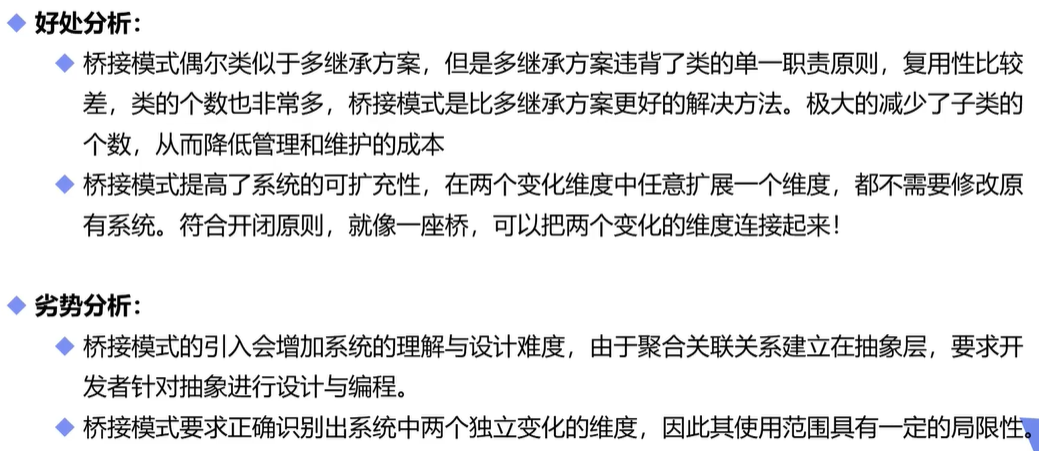 好处分析：
桥接模式偶尔类似于多继承方案，但是多继承方案违背了类的单一职责原则，复用性比较
差，类的个数也非常多，桥接模式是比多继承方案更好的解决方法。极大的减少了子类的
个数，从而降低管理和维护的成本
桥接模式提高了系统的可扩充性，在两个变化维度中任意扩展一个维度，都不需要修改原
有系统。符合开闭原则，就像一座桥，可以把两个变化的维度连接起来！
劣势分析：
桥接模式的引入会增加系统的理解与设计难度，由于聚合关联关系建立在抽象层，要求开
发者针对抽象进行设计与编程。
桥接模式要求正确识别出系统中两个独立变化的维度，因此其使用范围具有一定的局限性。